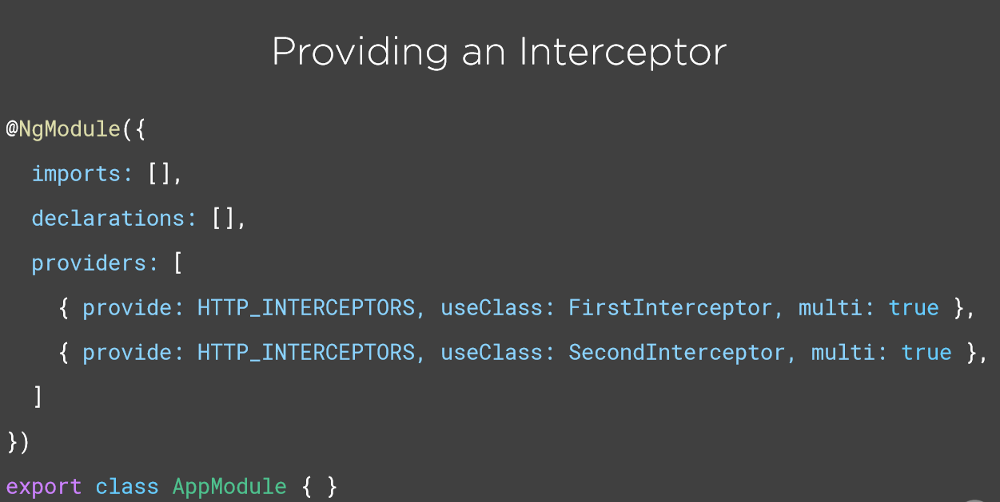 Providing an Interceptor
@NgModule({
  imports: [],
  declarations: [],
  providers: [
    { provide: HTTP_INTERCEPTORS, useClass: FirstInterceptor, multi: true },
    { provide: HTTP_INTERCEPTORS, useClass: SecondInterceptor, multi: true },
  ]
})
export class AppModule { }